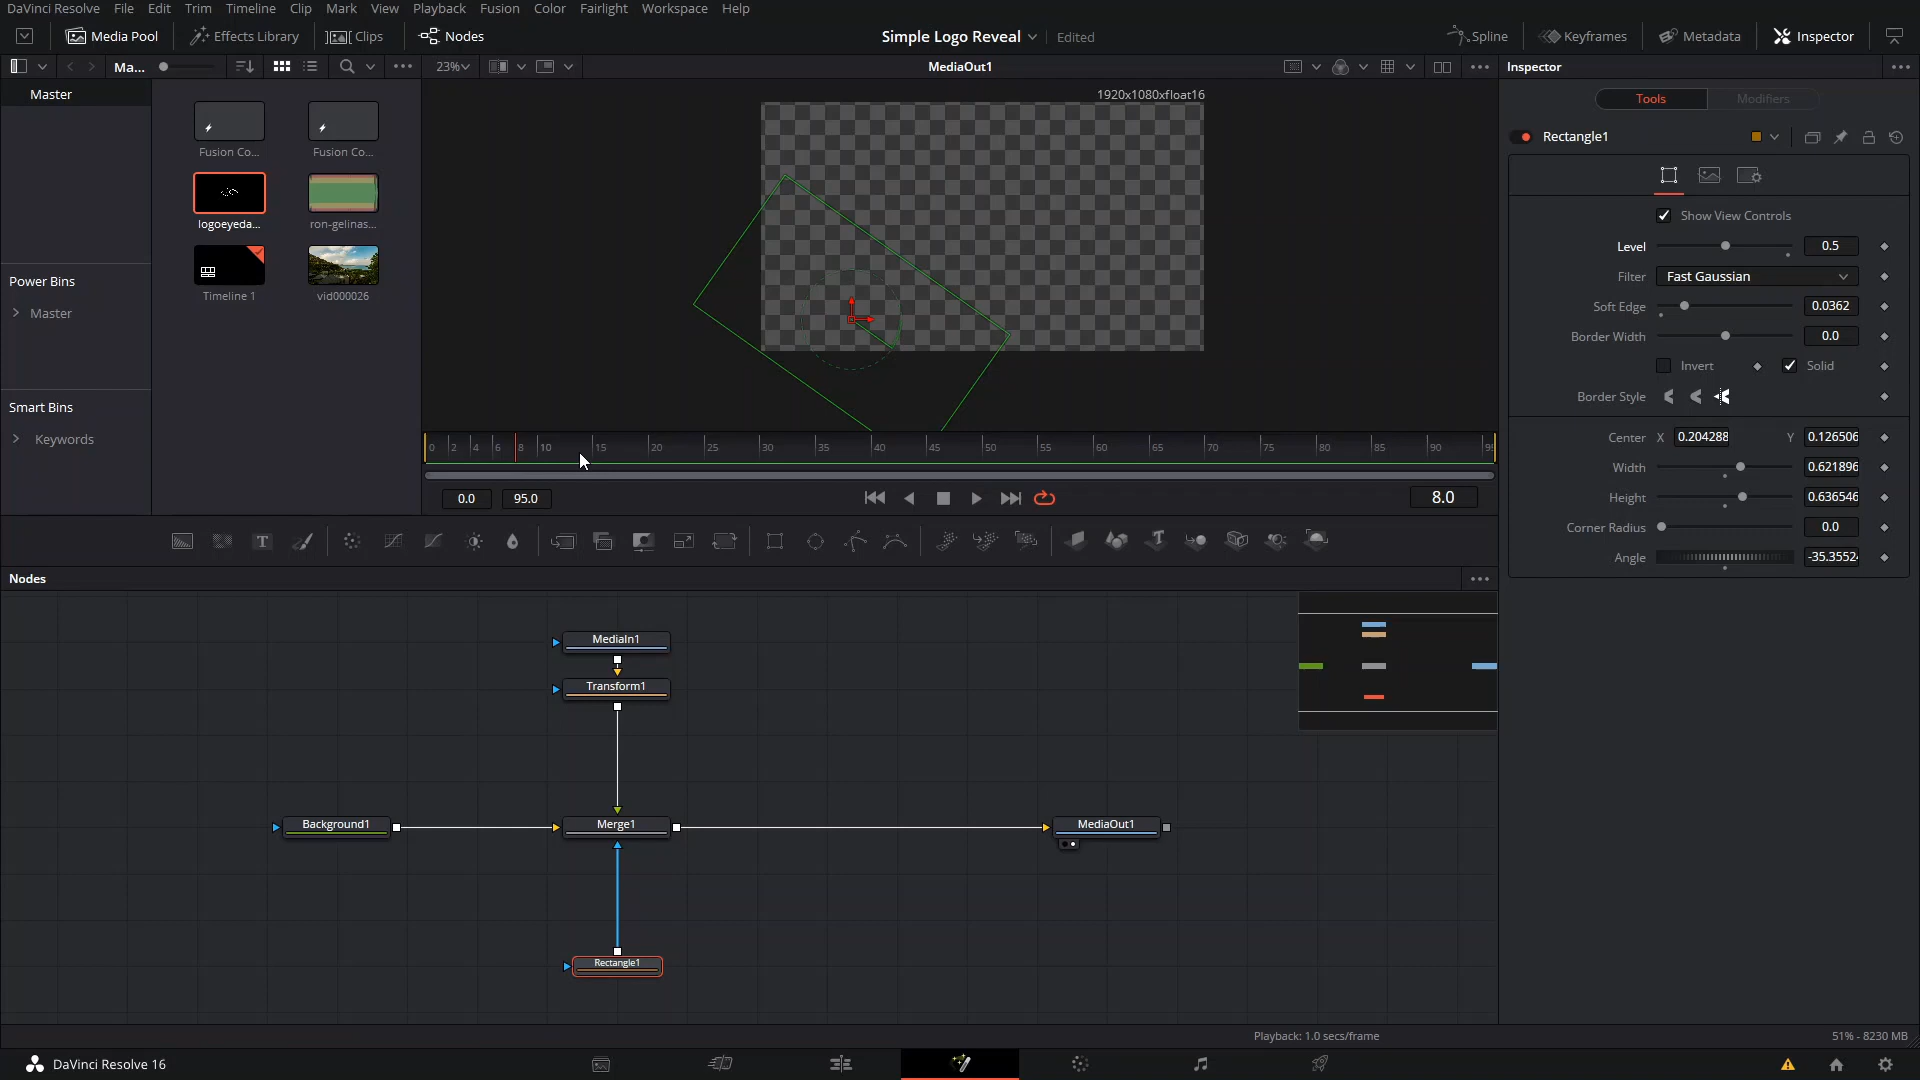 DaVinci Resolve File Edit Trim Timeline Clip Mark View Playback Fusion Color Fairlight Workspace Help
Media Pool Effects Library Clips Nodes Simple Logo Reveal Edited Spline Keyframes Metadata Inspector
Ma... 23% MediaOut1 Inspector
Master
1920x1080xfloat16
Tools Modifiers
Fusion Co... Fusion Co...
Rectangle1
logoeyeda... ron-gelinas...
Timeline 1 vid000026
Power Bins
Master
Smart Bins
Keywords
Show View Controls
Level 0.5
Filter Fast Gaussian
Soft Edge 0.0362
Border Width 0.0
Invert Solid
Border Style
Center X 0.204288 Y 0.126506
Width 0.621896
Height 0.636546
Corner Radius 0.0
Angle -35.3552
0 2 4 6 8 10 15 20 25 30 35 40 45 50 55 60 65 70 75 80 85 90
0.0 95.0 8.0
T
Nodes
MediaIn1
Transform1
Background1 Merge1 MediaOut1
Rectangle1
Playback: 1.0 secs/frame 51% - 8230 MB
DaVinci Resolve 16